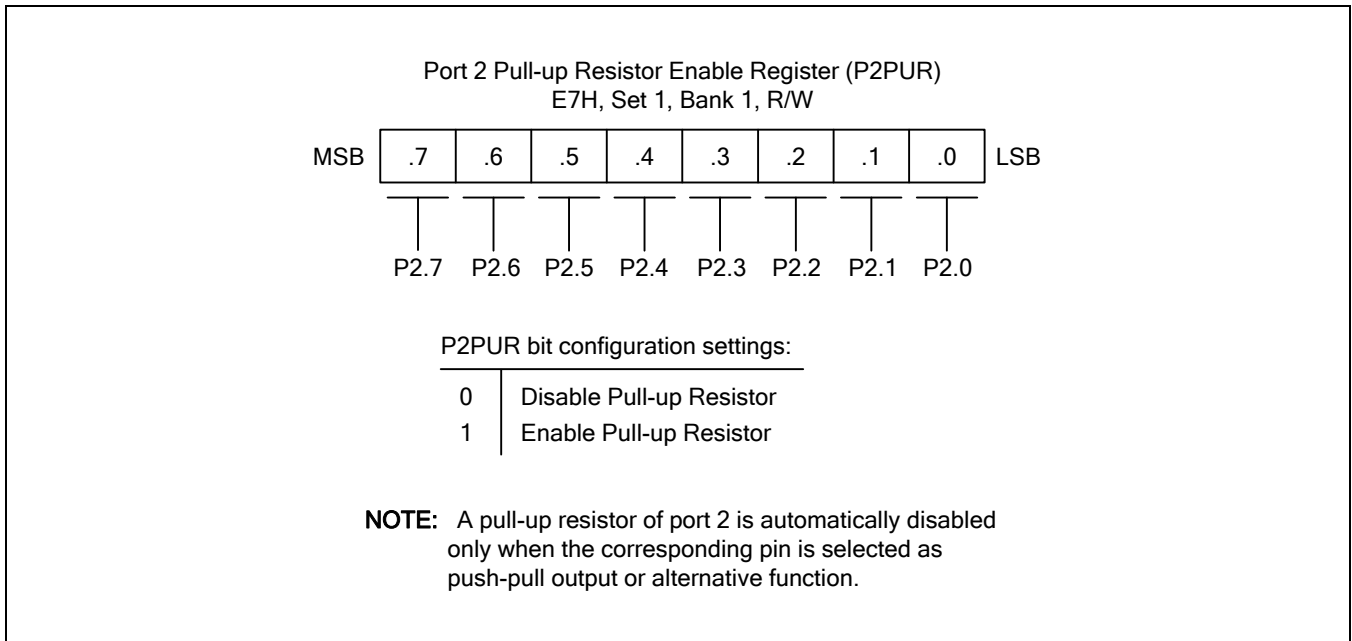 Port 2 Pull-up Resistor Enable Register (P2PUR)
E7H, Set 1, Bank 1, R/W
MSB .7 .6 .5 .4 .3 .2 .1 .0 LSB
P2.7 P2.6 P2.5 P2.4 P2.3 P2.2 P2.1 P2.0
P2PUR bit configuration settings:
0 Disable Pull-up Resistor
1 Enable Pull-up Resistor
NOTE: A pull-up resistor of port 2 is automatically disabled
only when the corresponding pin is selected as
push-pull output or alternative function.